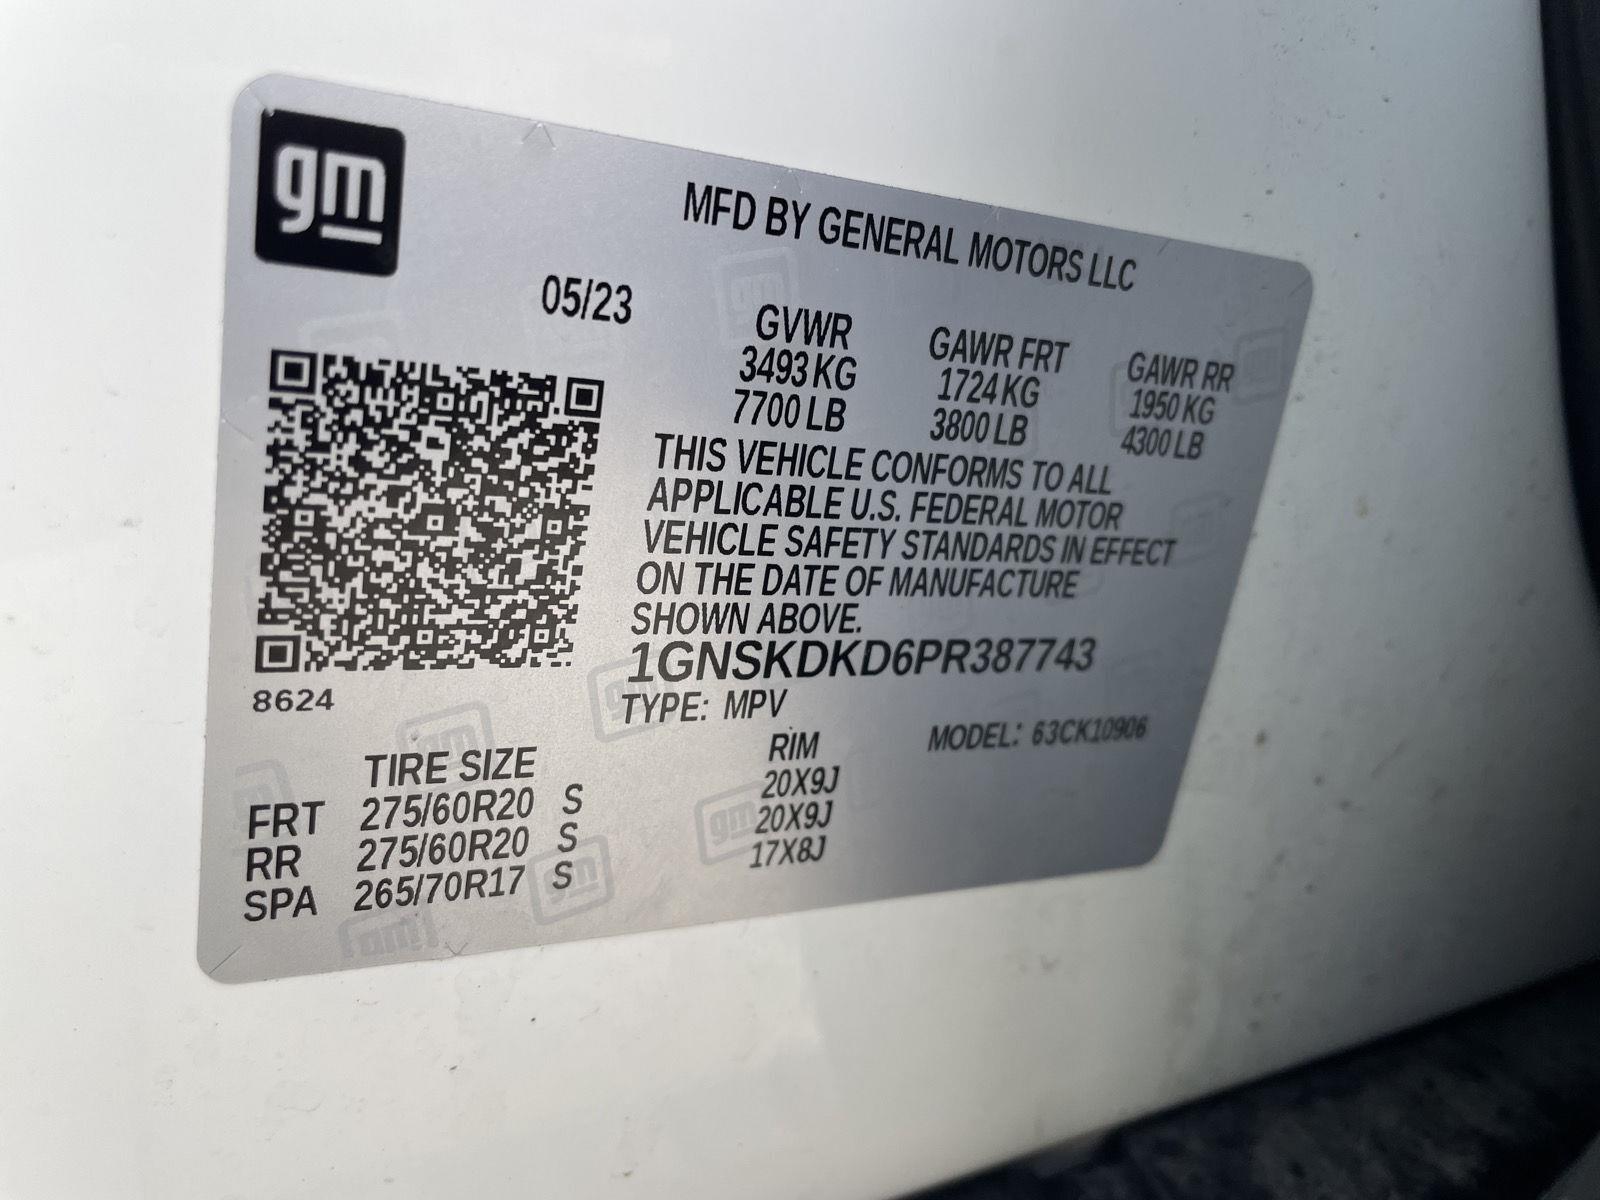 gm
MFD BY GENERAL MOTORS LLC
05/23
GVWR GAWR FRT GAWR RR
3493 KG 1724 KG 1950 KG
7700 LB 3800 LB 4300 LB
THIS VEHICLE CONFORMS TO ALL
APPLICABLE U.S. FEDERAL MOTOR
VEHICLE SAFETY STANDARDS IN EFFECT
ON THE DATE OF MANUFACTURE
SHOWN ABOVE.
1GNSKDKD6PR387743
8624
TYPE: MPV MODEL: 63CK10906
TIRE SIZE RIM
FRT 275/60R20 S 20X9J
RR 275/60R20 S 20X9J
SPA 265/70R17 S 17X8J